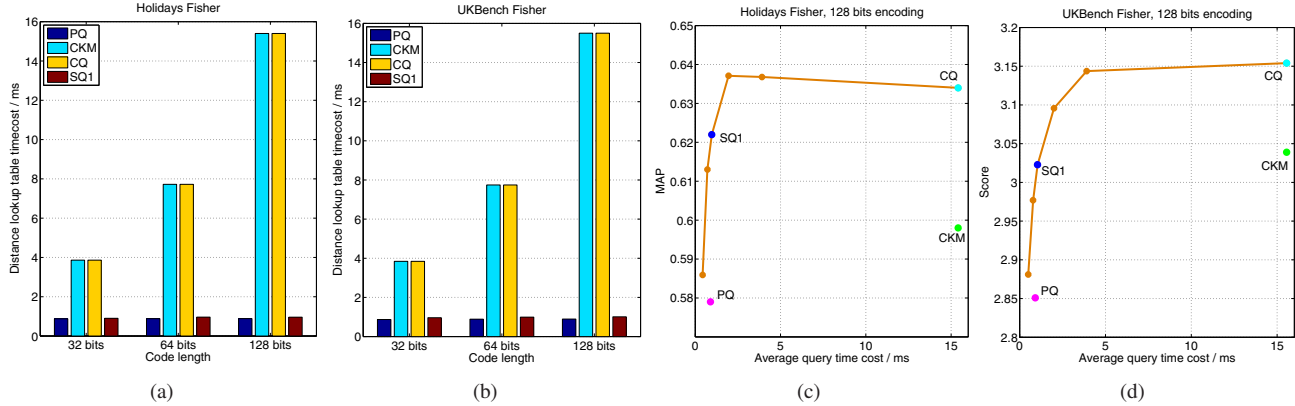 Holidays Fisher
16
14
12
10
8
6
4
2
0
Distance lookup table timecost / ms
PQ
CKM
CQ
SQ1
32 bits
64 bits
128 bits
Code length
(a)
UKBench Fisher
16
14
12
10
8
6
4
2
0
Distance lookup table timecost / ms
PQ
CKM
CQ
SQ1
32 bits
64 bits
128 bits
Code length
(b)
Holidays Fisher, 128 bits encoding
0.65
0.64
0.63
0.62
0.61
0.6
0.59
0.58
MAP
CQ
SQ1
CKM
PQ
0
5
10
15
Average query time cost / ms
(c)
UKBench Fisher, 128 bits encoding
3.2
3.15
3.1
3.05
3
2.95
2.9
2.85
2.8
Score
CQ
SQ1
CKM
PQ
0
5
10
15
Average query time cost / ms
(d)